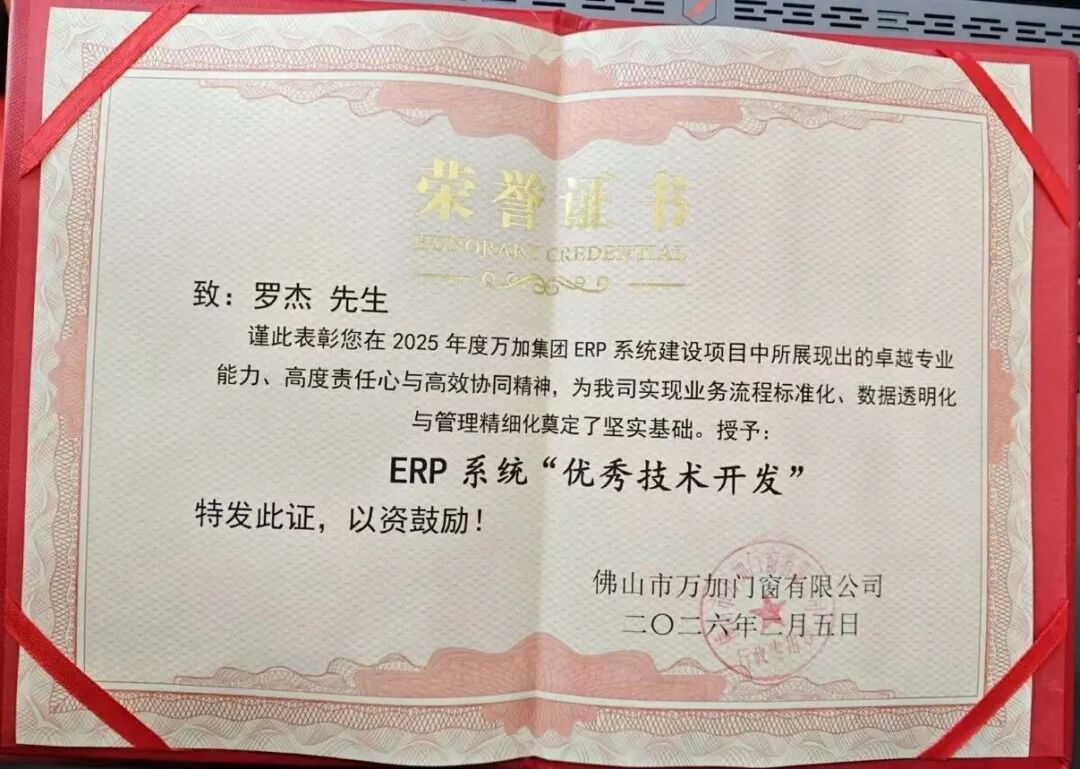 荣誉证书
HONORARY CREDENTIAL
致：罗杰 先生
谨此表彰您在 2025 年度万加集团 ERP 系统建设项目中所展现出的卓越专业
能力、高度责任心与高效协同精神，为我司实现业务流程标准化、数据透明化
与管理精细化奠定了坚实基础。授予：
ERP 系统“优秀技术开发”
特发此证，以资鼓励！
佛山市万加门窗有限公司
二〇二六年二月五日